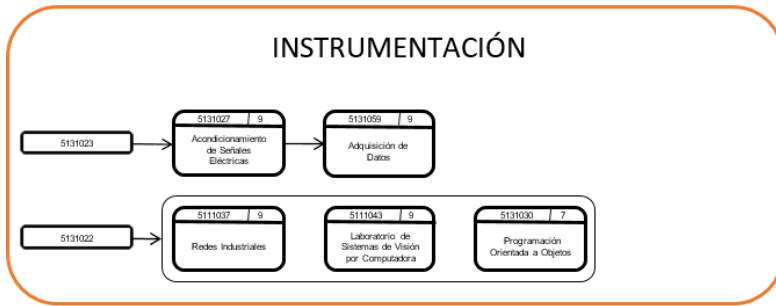 INSTRUMENTACIÓN
5131027 9
5131059 9
5131023
Acondicionamiento
de Señales
Eléctricas
Adquisición de
Datos
5111037 9
5111043 9
5131030 7
5131022
Redes Industriales
Laboratorio de
Sistemas de Visión
por Computadora
Programación
Orientada a Objetos